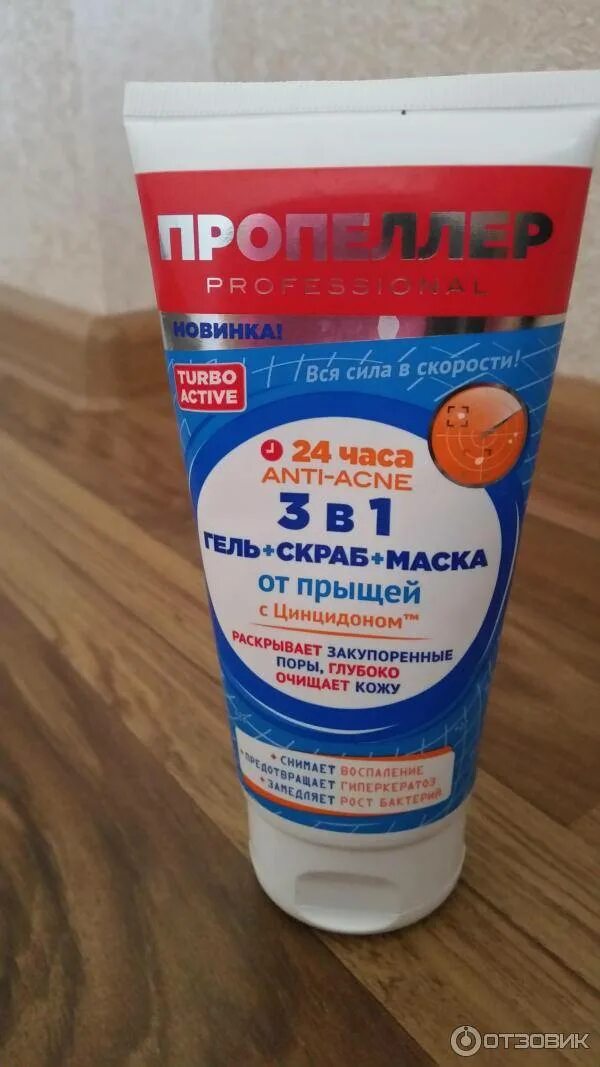 ПРОПЕЛЛЕР
PROFESSIONAL
НОВИНКА!
TURBO
ACTIVE
Вся сила в скорости!
24 часа
ANTI-ACNE
3 в 1
ГЕЛЬ+СКРАБ+МАСКА
от прыщей
с Цинцидоном™
РАСКРЫВАЕТ ЗАКУПОРЕННЫЕ
ПОРЫ, ГЛУБОКО
ОЧИЩАЕТ КОЖУ
+ СНИМАЕТ ВОСПАЛЕНИЕ
+ ПРЕДОТВРАЩАЕТ ГИПЕРКЕРАТОЗ
+ ЗАМЕДЛЯЕТ РОСТ БАКТЕРИЙ
ОТЗОВИК